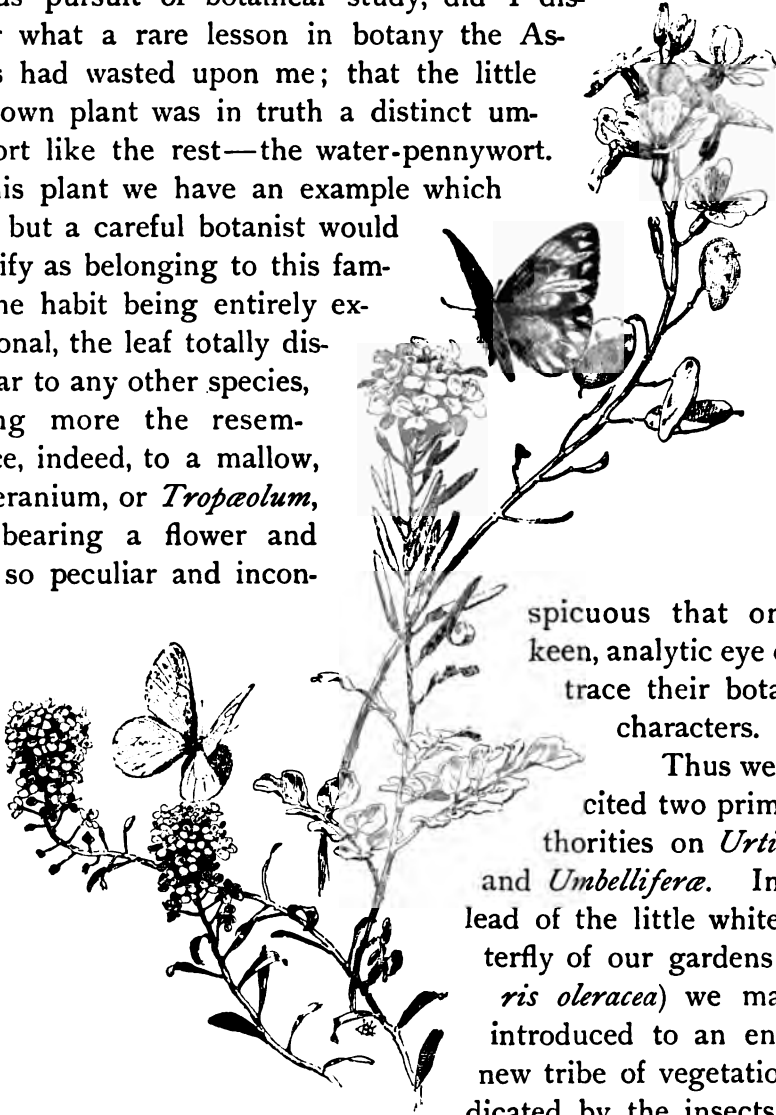 pursuit of botanical study, did I dis-
what a rare lesson in botany the As-
had wasted upon me; that the little
own plant was in truth a distinct um-
ort like the rest—the water-pennywort.
is plant we have an example which
but a careful botanist would
ify as belonging to this fam-
he habit being entirely ex-
onal, the leaf totally dis-
ar to any other species,
ng more the resem-
ce, indeed, to a mallow,
eranium, or Tropæolum,
bearing a flower and
so peculiar and incon-
spicuous that
keen, analytic eye
trace their bota
characters.
Thus we
cited two prim
thorities on Urti
and Umbelliferæ. In
lead of the little white
terfly of our gardens
ris oleracea) we ma
introduced to an en
new tribe of vegetatio
dicated by the insects